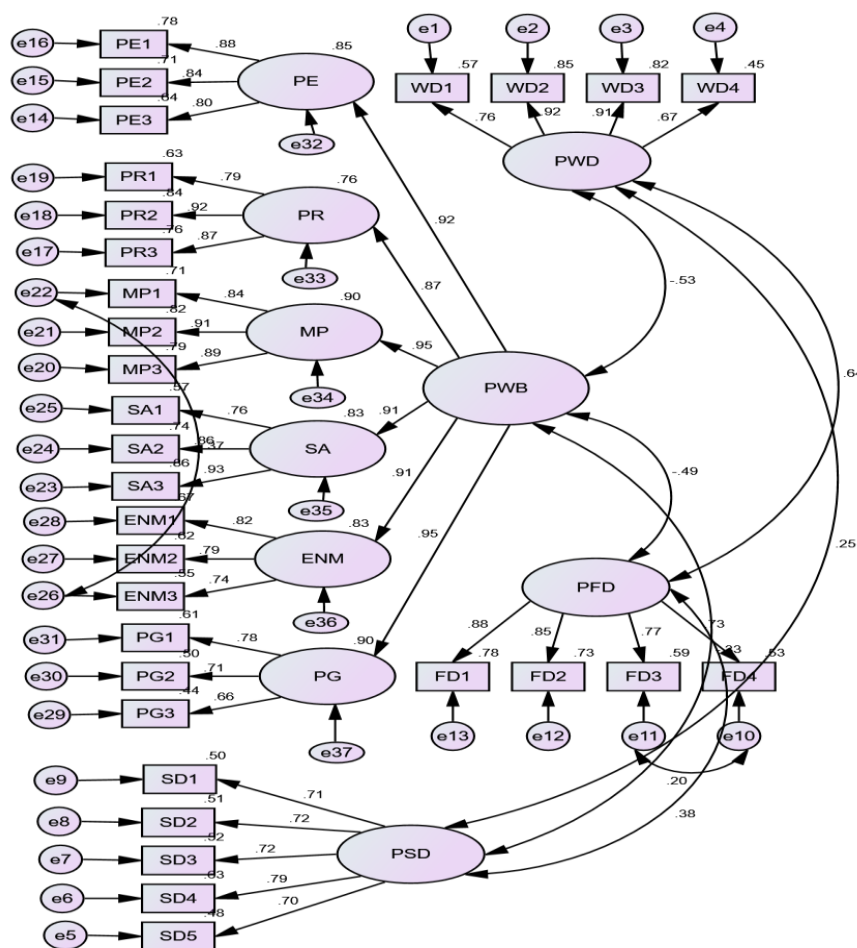 .78
e16 PE1 .88 .85
.71
e15 PE2 .84 PE
.64
e14 PE3 .80
e32
e1 e2 e3 e4
.57 .85 .82 .45
WD1 WD2 WD3 WD4
.76 .92 .91 .67
PWD
.63
e19 PR1 .79 .76
.84
e18 PR2 .92 PR
.76
e17 PR3 .87
e33
.92
.87
-.53
.71
e22 MP1 .84 .90
.82
e21 MP2 .91 MP
.79
e20 MP3 .89
e34
.95
PWB
.64
.57
e25 SA1 .76 .83
.74
e24 SA2 .86 SA
.37
.86
e23 SA3 .93
e35
.91
.91
.95
-.49
.25
.67
e28 ENM1 .82 .83
.62
e27 ENM2 .79 ENM
.55
e26 ENM3 .74
e36
PFD
.88 .85 .77 .73
.78 .73 .59 -.33 .53
FD1 FD2 FD3 FD4
e13 e12 e11 e10
.20
.38
.61
e31 PG1 .78 .90
.50
e30 PG2 .71 PG
.44
e29 PG3 .66
e37
.50
e9 SD1 .71
.51
e8 SD2 .72
.52
e7 SD3 .72 PSD
.63
e6 SD4 .79
.48
e5 SD5 .70